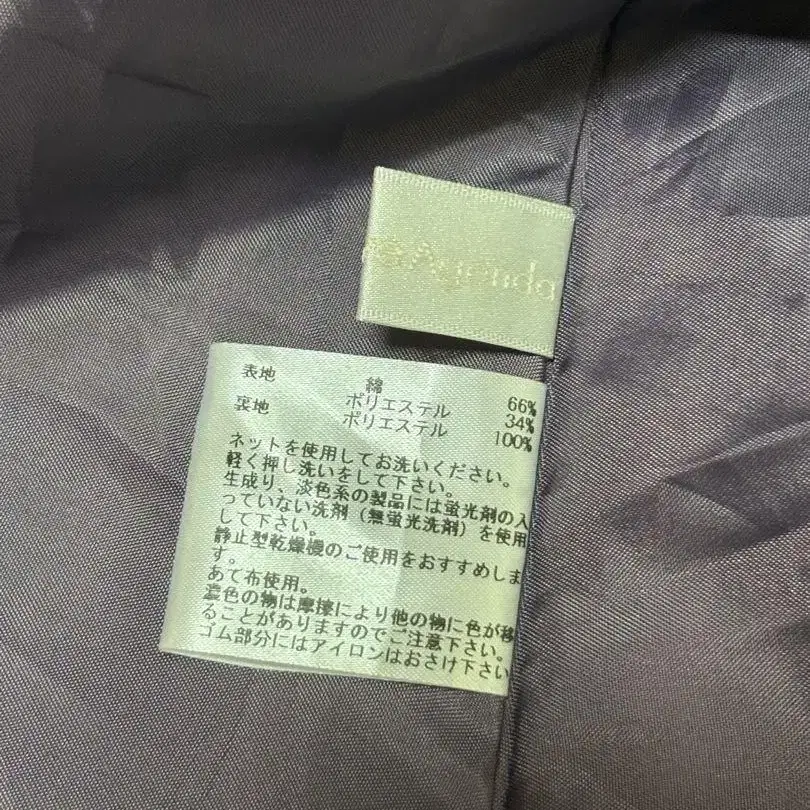 表地 綿 66%
ポリエステル 34%
裏地 ポリエステル 100%
ネットを使用してお洗いください。
軽く押し洗いをして下さい。
生成り、淡色系の製品には蛍光剤の入
っていない洗剤（無蛍光洗剤）を使用
して下さい。
静止型乾燥機のご使用をおすすめしま
す。
あて布使用。
濃色の物は摩擦により他の物に色が移
ることがありますのでご注意下さい。
ゴム部分にはアイロンはおさけ下さい